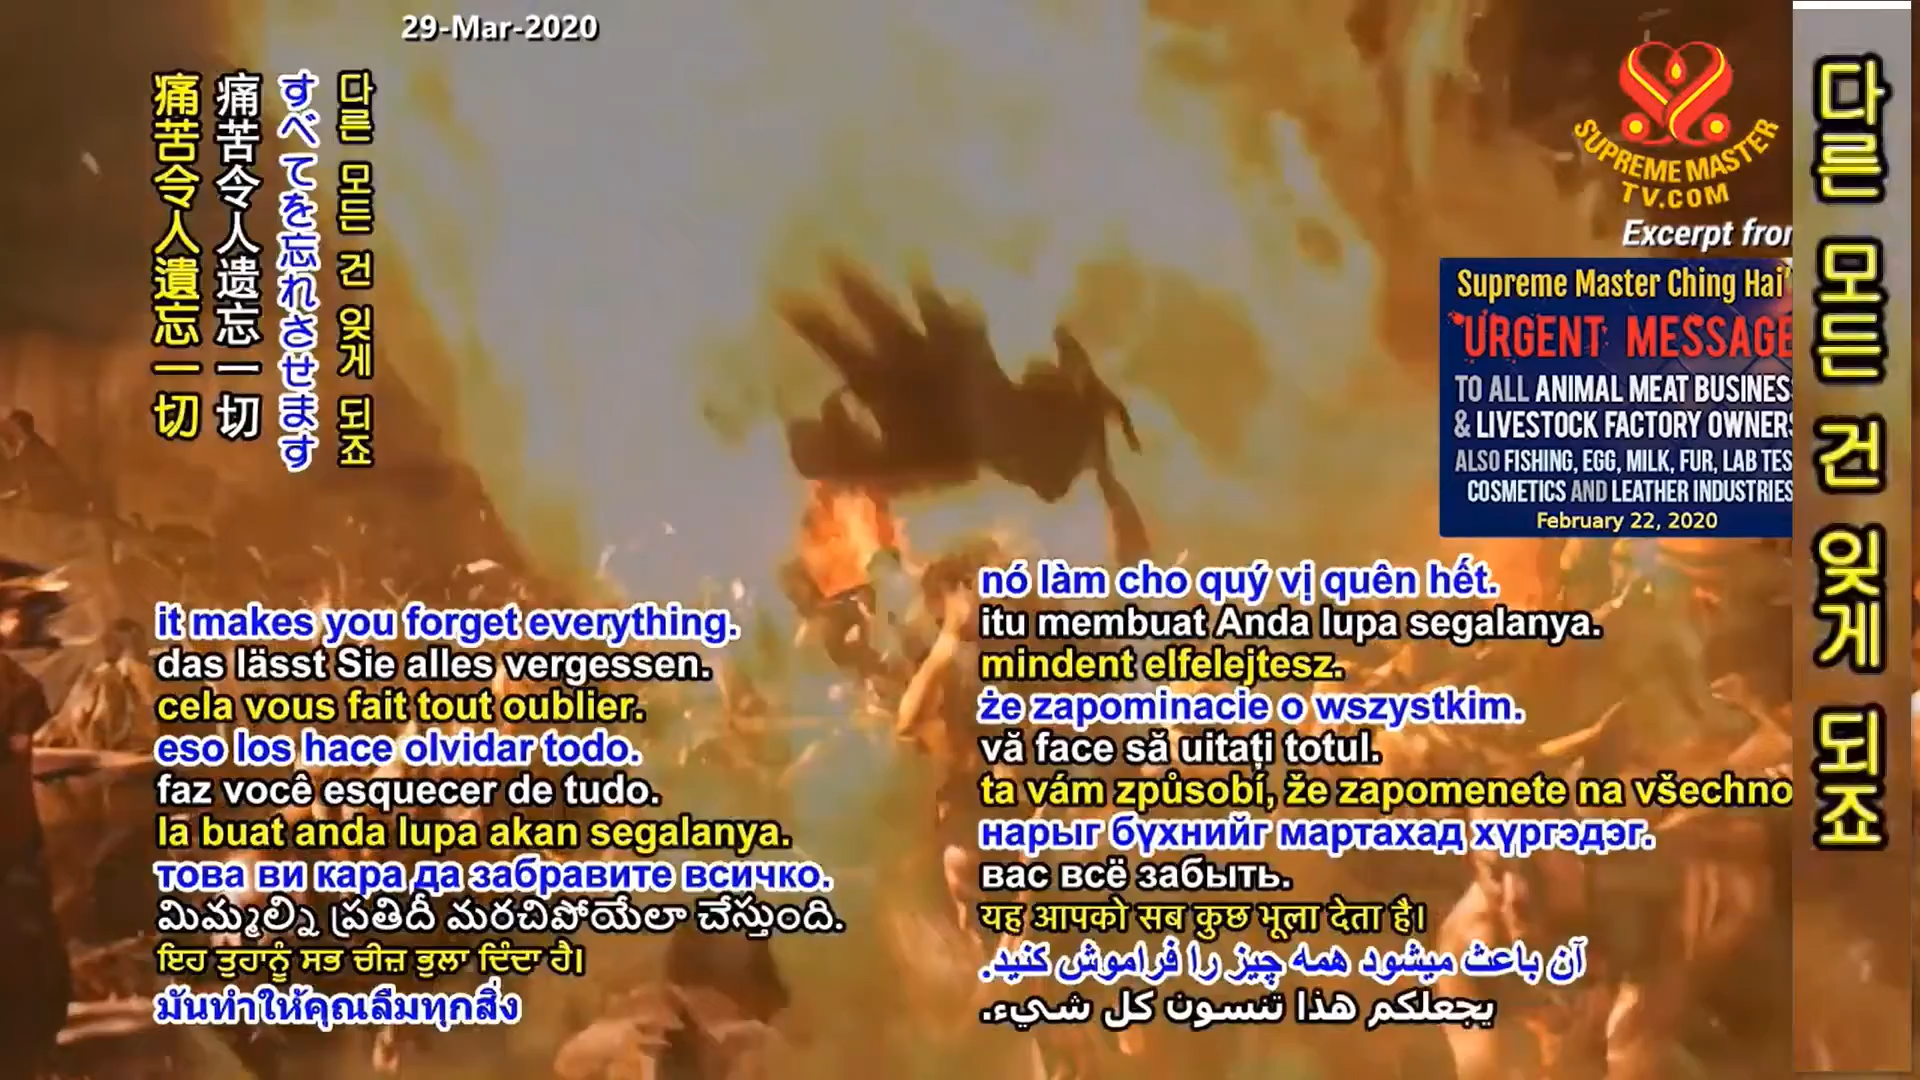 29-Mar-2020
痛苦令人遺忘一切
痛苦令人遗忘一切
すべてを忘れさせます
다른 모든 건 잊게 되죠
SUPREME MASTER
TV.COM
Excerpt from
Supreme Master Ching Hai'
URGENT MESSAGE
TO ALL ANIMAL MEAT BUSINES
& LIVESTOCK FACTORY OWNERS
ALSO FISHING, EGG, MILK, FUR, LAB TES
COSMETICS AND LEATHER INDUSTRIES
February 22, 2020
다른 모든 건 잊게 되죠
it makes you forget everything.
das lässt Sie alles vergessen.
cela vous fait tout oublier.
eso los hace olvidar todo.
faz você esquecer de tudo.
Ia buat anda lupa akan segalanya.
това ви кара да забравите всичко.
మిమ్మల్ని ప్రతిదీ మరచిపోయేలా చేస్తుంది.
ਇਹ ਤੁਹਾਨੂੰ ਸਭ ਚੀਜ਼ ਭੁਲਾ ਦਿੰਦਾ ਹੈ।
มันทำให้คุณลืมทุกสิ่ง
nó làm cho quý vị quên hết.
itu membuat Anda lupa segalanya.
mindent elfelejtesz.
że zapominacie o wszystkim.
vă face să uitați totul.
ta vám způsobí, že zapomenete na všechno
нарыг бүхнийг мартахад хүргэдэг.
вас всё забыть.
यह आपको सब कुछ भूला देता है।
آن باعث میشود همه چیز را فراموش کنید.
يجعلكم هذا تنسون كل شيء.